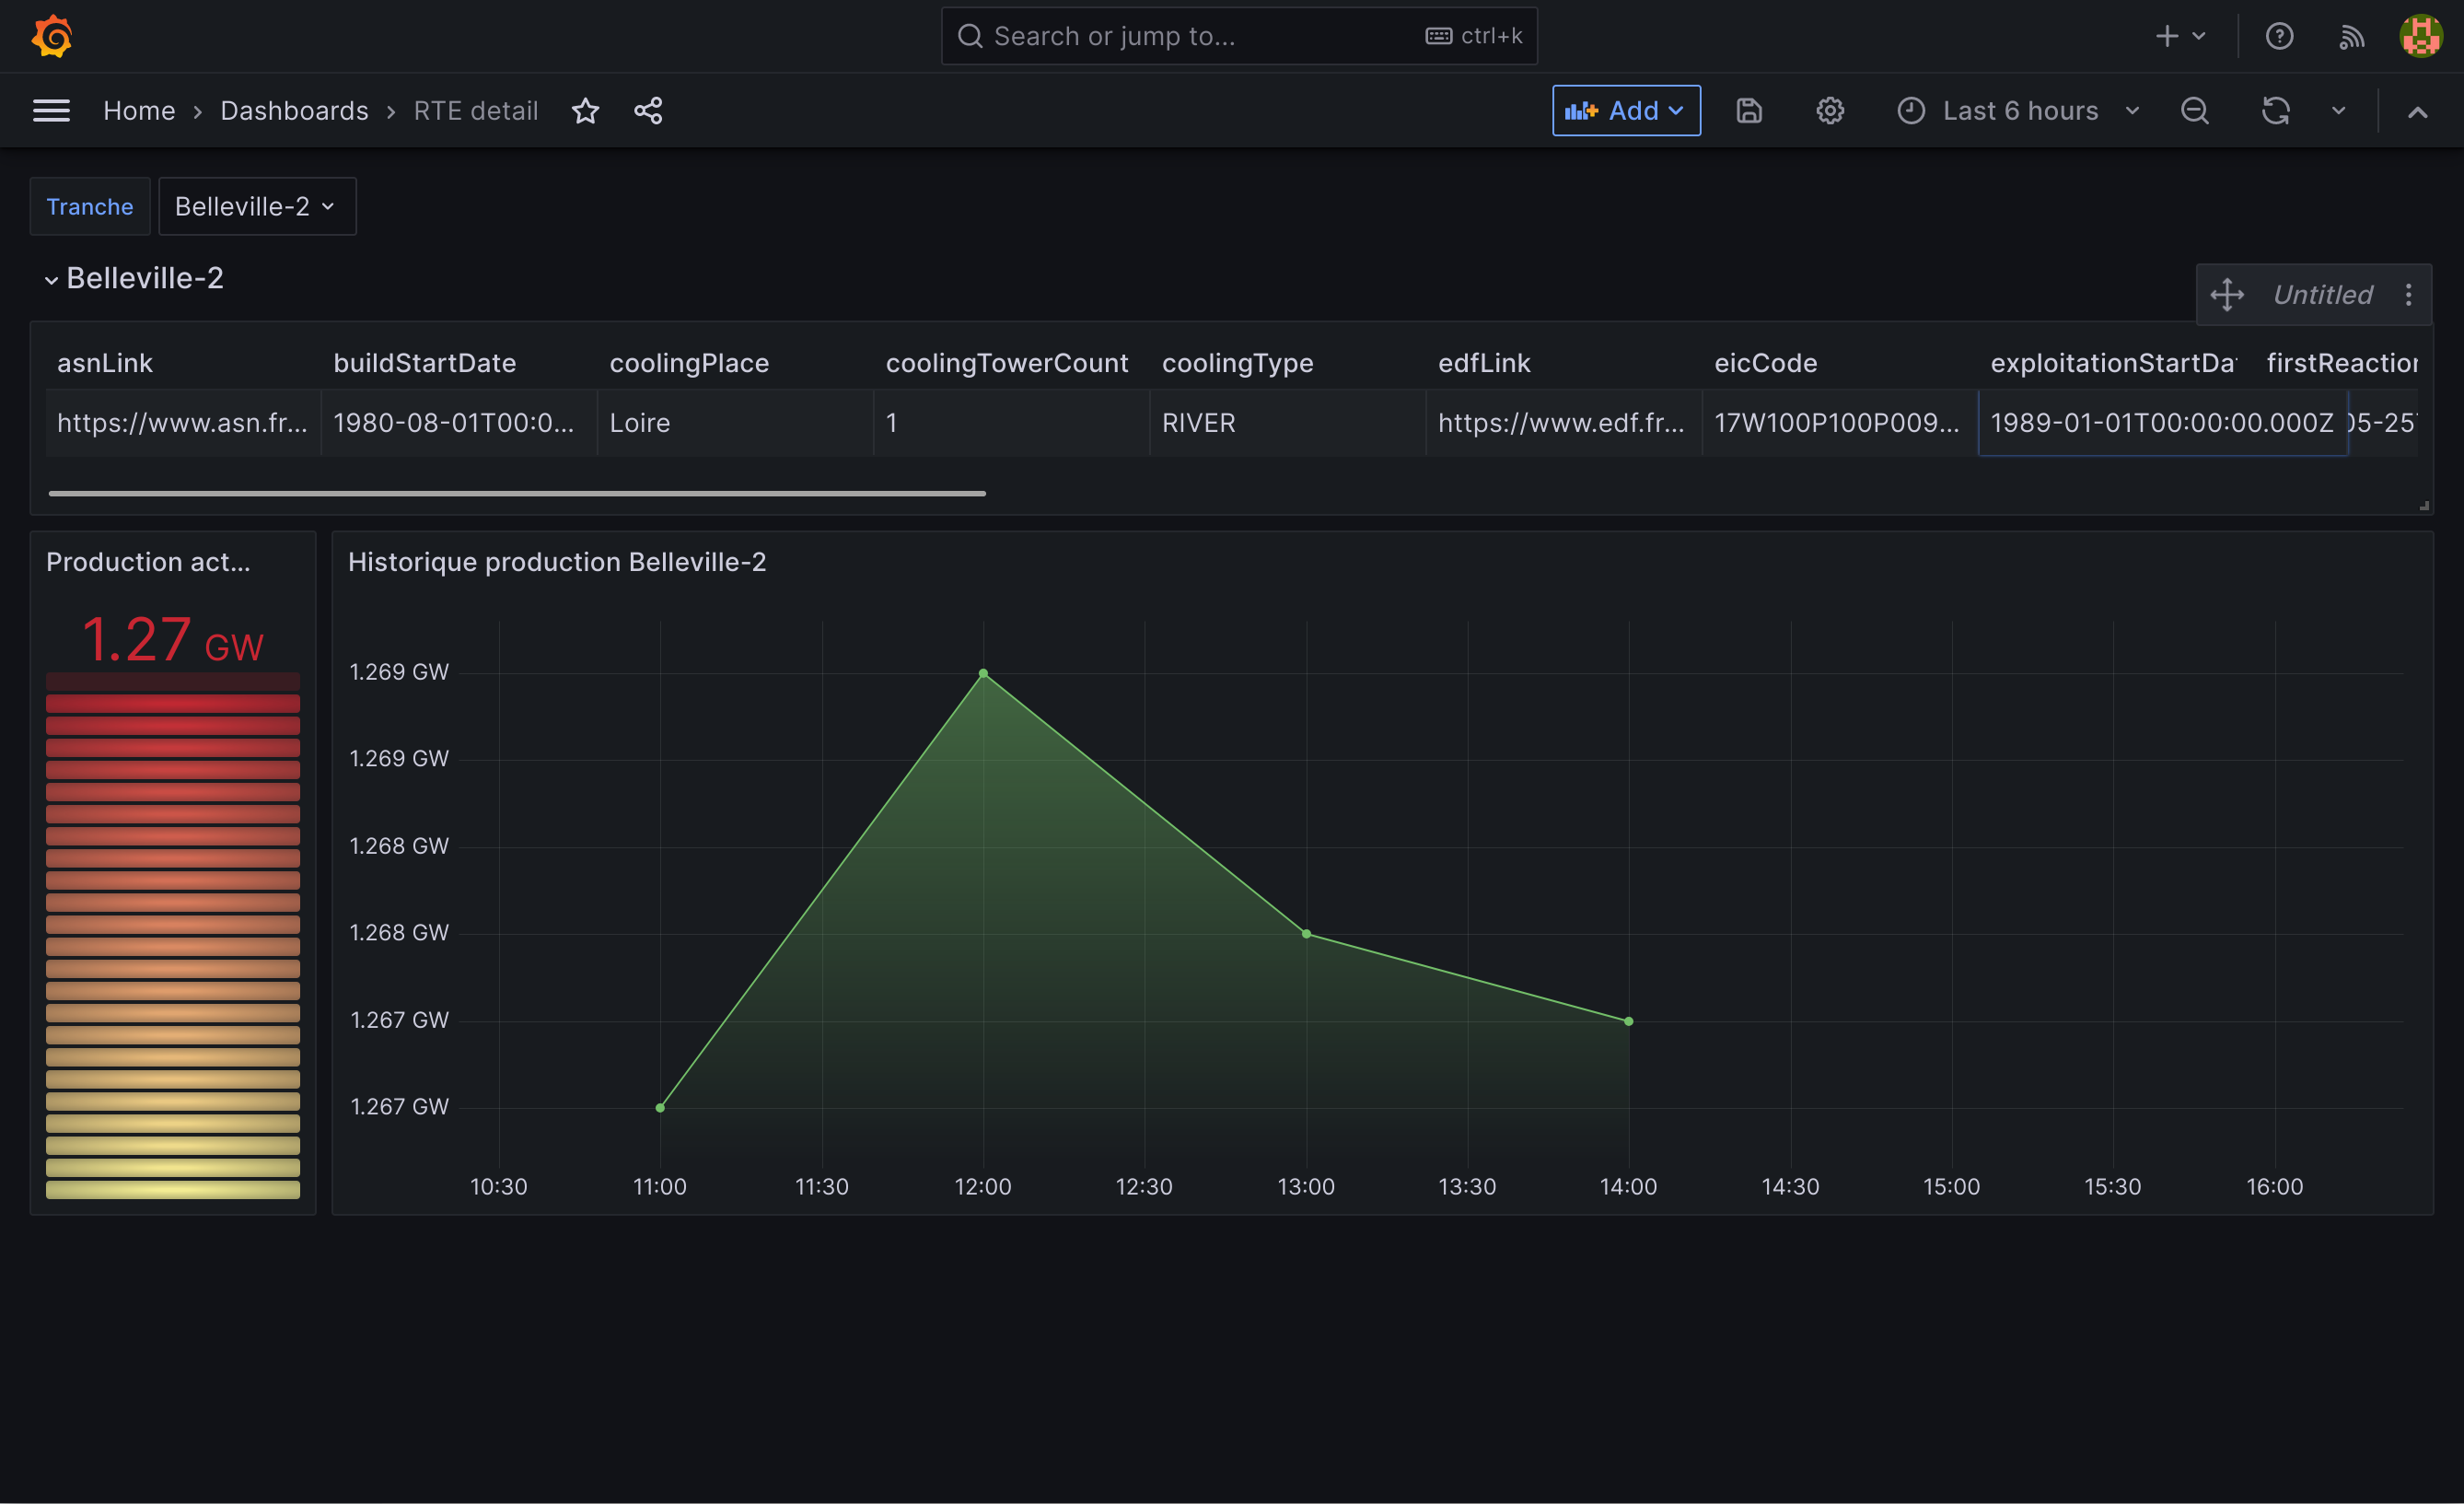 Search or jump to... ctrl+k
Home › Dashboards › RTE detail Add Last 6 hours
Tranche Belleville-2
Belleville-2
Untitled
asnLink buildStartDate coolingPlace coolingTowerCount coolingType edfLink eicCode exploitationStartDa firstReaction
https://www.asn.fr... 1980-08-01T00:0... Loire 1 RIVER https://www.edf.fr... 17W100P100P009... 1989-01-01T00:00:00.000Z 05-25
Production act...
1.27 GW
Historique production Belleville-2
1.269 GW
1.269 GW
1.268 GW
1.268 GW
1.267 GW
1.267 GW
10:30 11:00 11:30 12:00 12:30 13:00 13:30 14:00 14:30 15:00 15:30 16:00